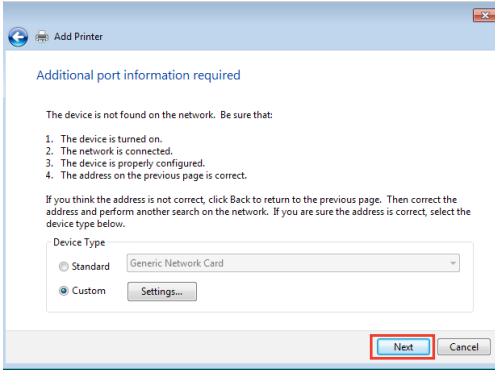 Add Printer
Additional port information required
The device is not found on the network. Be sure that:
1. The device is turned on.
2. The network is connected.
3. The device is properly configured.
4. The address on the previous page is correct.
If you think the address is not correct, click Back to return to the previous page. Then correct the
address and perform another search on the network. If you are sure the address is correct, select the
device type below.
Device Type
Standard Generic Network Card
Custom Settings...
Next Cancel